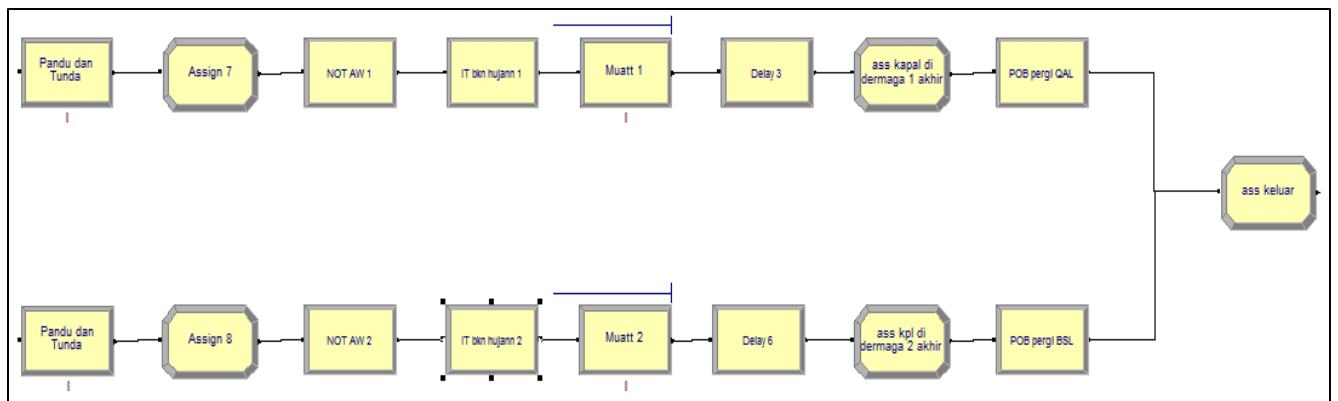 Pandu dan
Tunda
Assign 7
NOT AW 1
IT bkn hujann 1
Muatt 1
Delay 3
ass kapal di
dermaga 1 akhir
POB pergi QAL
ass keluar
Pandu dan
Tunda
Assign 8
NOT AW 2
IT bkn hujann 2
Muatt 2
Delay 6
ass kpl di
dermaga 2 akhir
POB pergi BSL